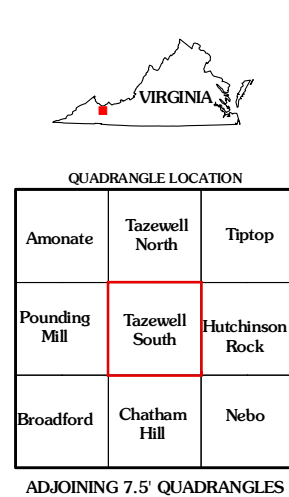 VIRGINIA
QUADRANGLE LOCATION
Amonate
Tazewell
North
Tiptop
Pounding
Mill
Tazewell
South
Hutchinson
Rock
Broadford
Chatham
Hill
Nebo
ADJOINING 7.5' QUADRANGLES